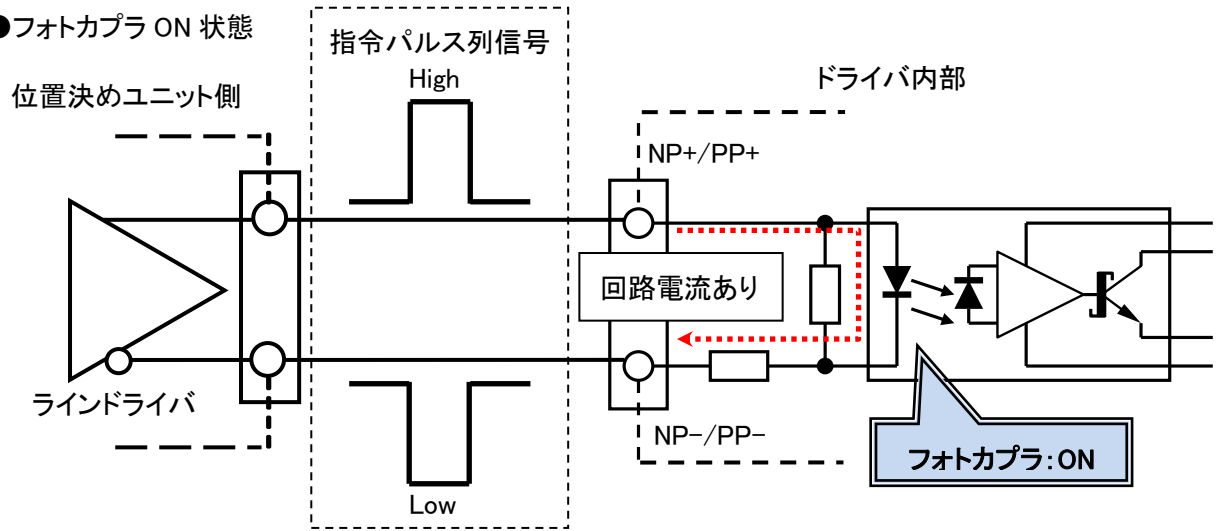 ●フォトカプラ ON 状態
指令パルス列信号
High
位置決めユニット側
ドライバ内部
NP+/PP+
回路電流あり
ラインドライバ
NP-/PP-
フォトカプラ:ON
Low